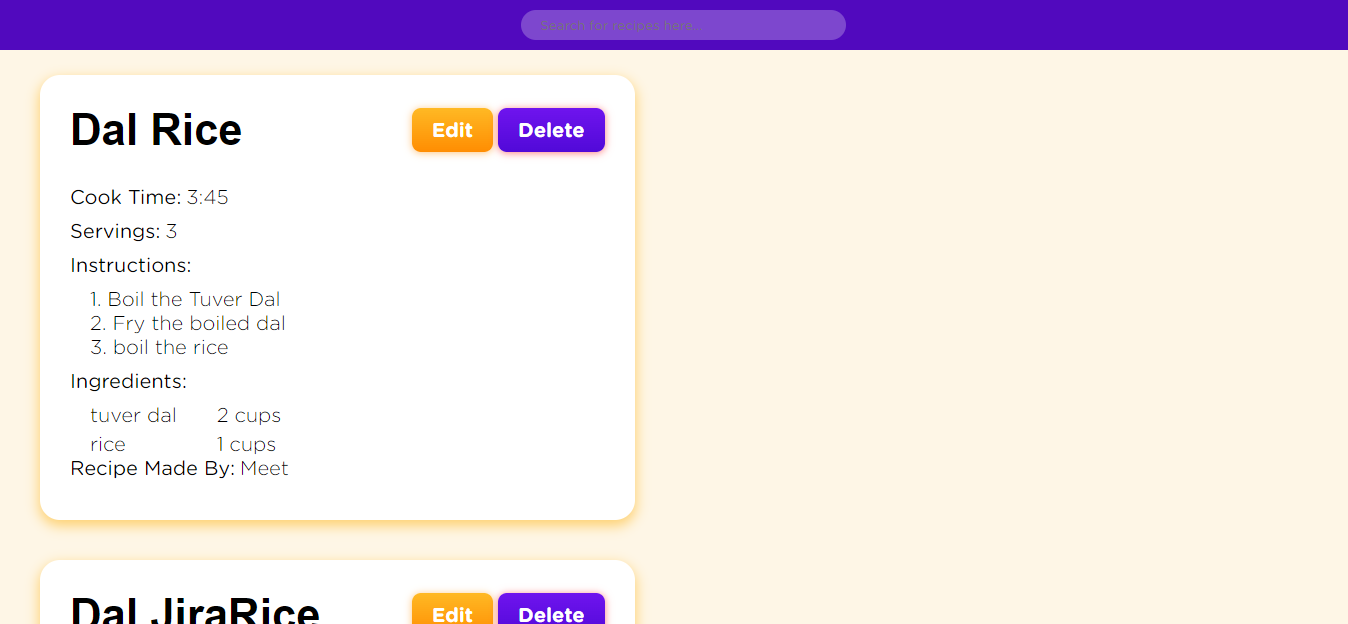 Search for recipes here...
Dal Rice
Edit Delete
Cook Time: 3:45
Servings: 3
Instructions:
1. Boil the Tuver Dal
2. Fry the boiled dal
3. boil the rice
Ingredients:
tuver dal 2 cups
rice 1 cups
Recipe Made By: Meet
Dal JiraRice
Edit Delete